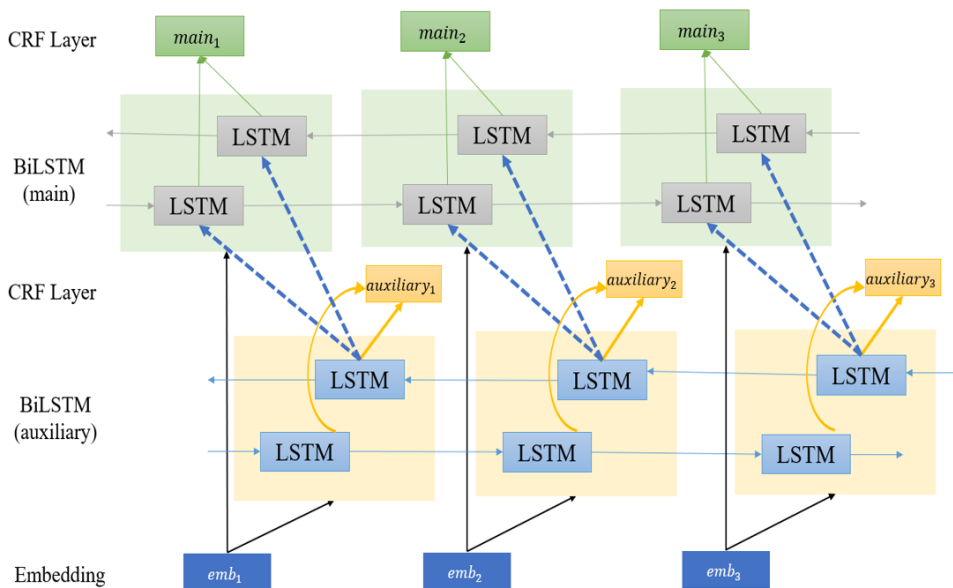 CRF Layer
main₁
main₂
main₃
LSTM
LSTM
LSTM
BiLSTM
(main)
LSTM
LSTM
LSTM
CRF Layer
auxiliary₁
auxiliary₂
auxiliary₃
LSTM
LSTM
LSTM
BiLSTM
(auxiliary)
LSTM
LSTM
LSTM
Embedding
emb₁
emb₂
emb₃